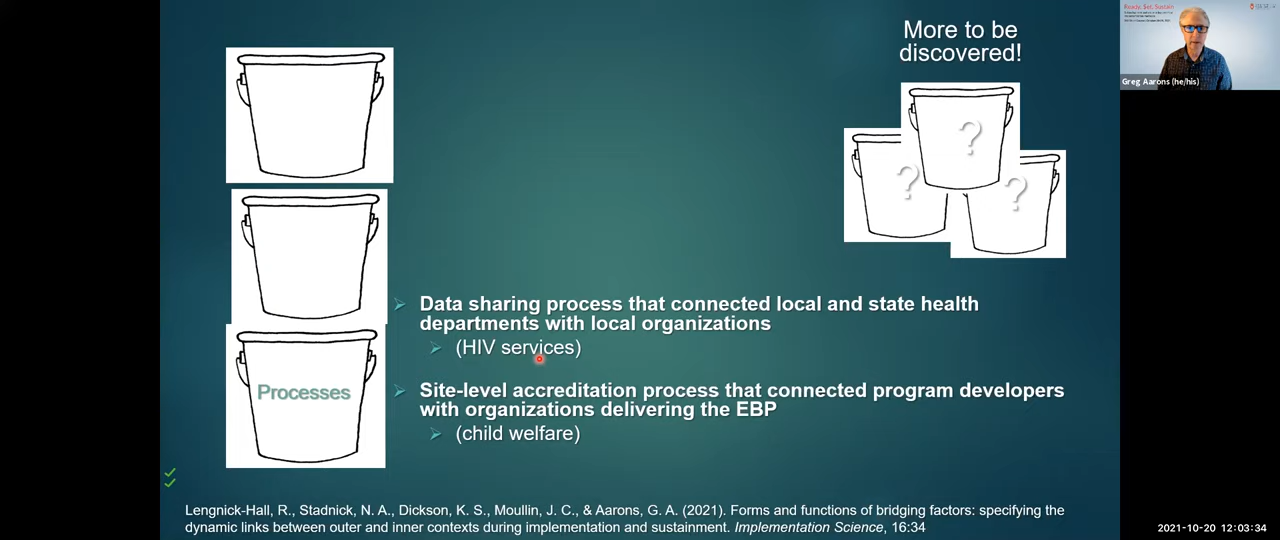 More to be
discovered!
?
?
?
Data sharing process that connected local and state health
departments with local organizations
(HIV services)
Processes
Site-level accreditation process that connected program developers
with organizations delivering the EBP
(child welfare)
Lengnick-Hall, R., Stadnick, N. A., Dickson, K. S., Moullin, J. C., & Aarons, G. A. (2021). Forms and functions of bridging factors: specifying the
dynamic links between outer and inner contexts during implementation and sustainment. Implementation Science, 16:34
Ready, Set, Sustain
Greg Aarons (he/his)
2021-10-20 12:03:34